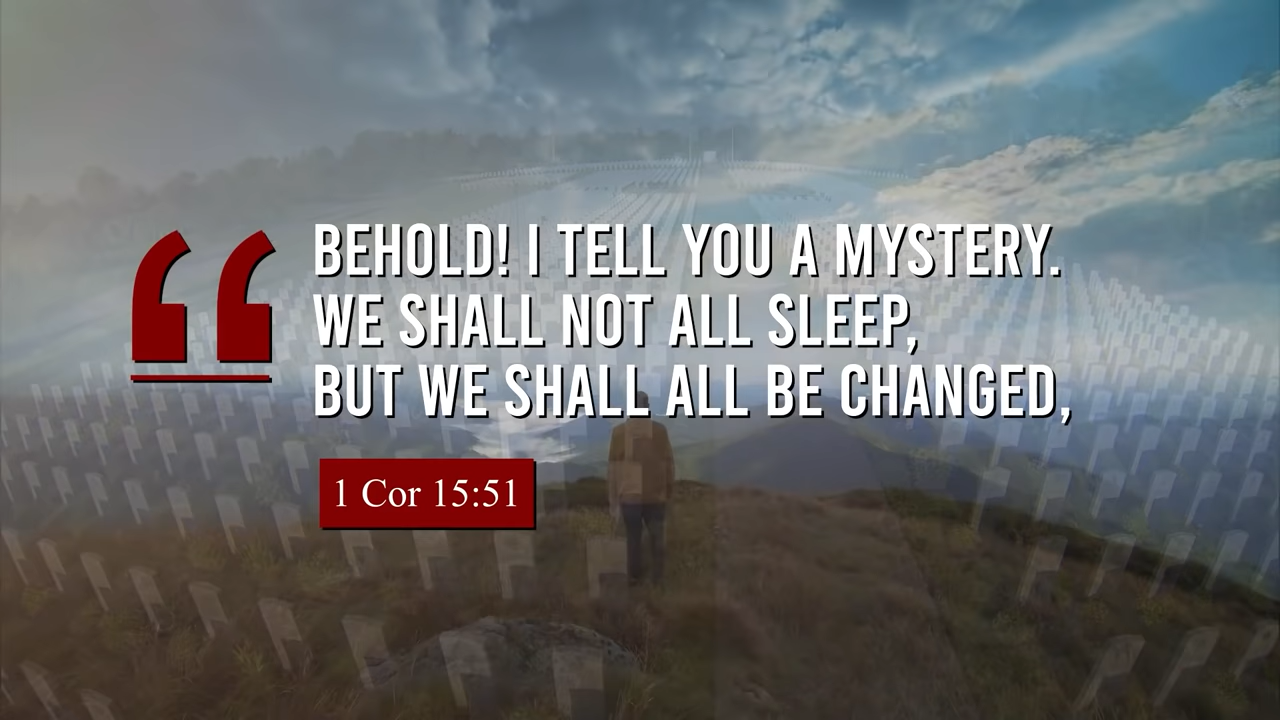 BEHOLD! I TELL YOU A MYSTERY.
WE SHALL NOT ALL SLEEP,
BUT WE SHALL ALL BE CHANGED,
1 Cor 15:51